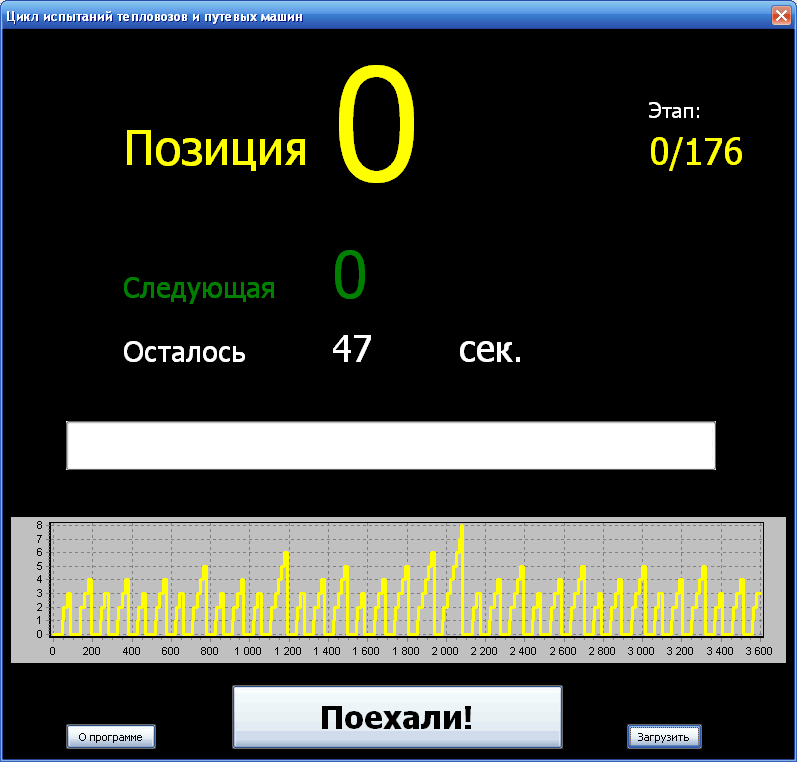 Цикл испытаний тепловозов и путевых машин
Позиция 0
Этап:
0/176
Следующая 0
Осталось 47 сек.
8
7
6
5
4
3
2
1
0
0 200 400 600 800 1 000 1 200 1 400 1 600 1 800 2 000 2 200 2 400 2 600 2 800 3 000 3 200 3 400 3 600
Поехали!
О программе
Загрузить